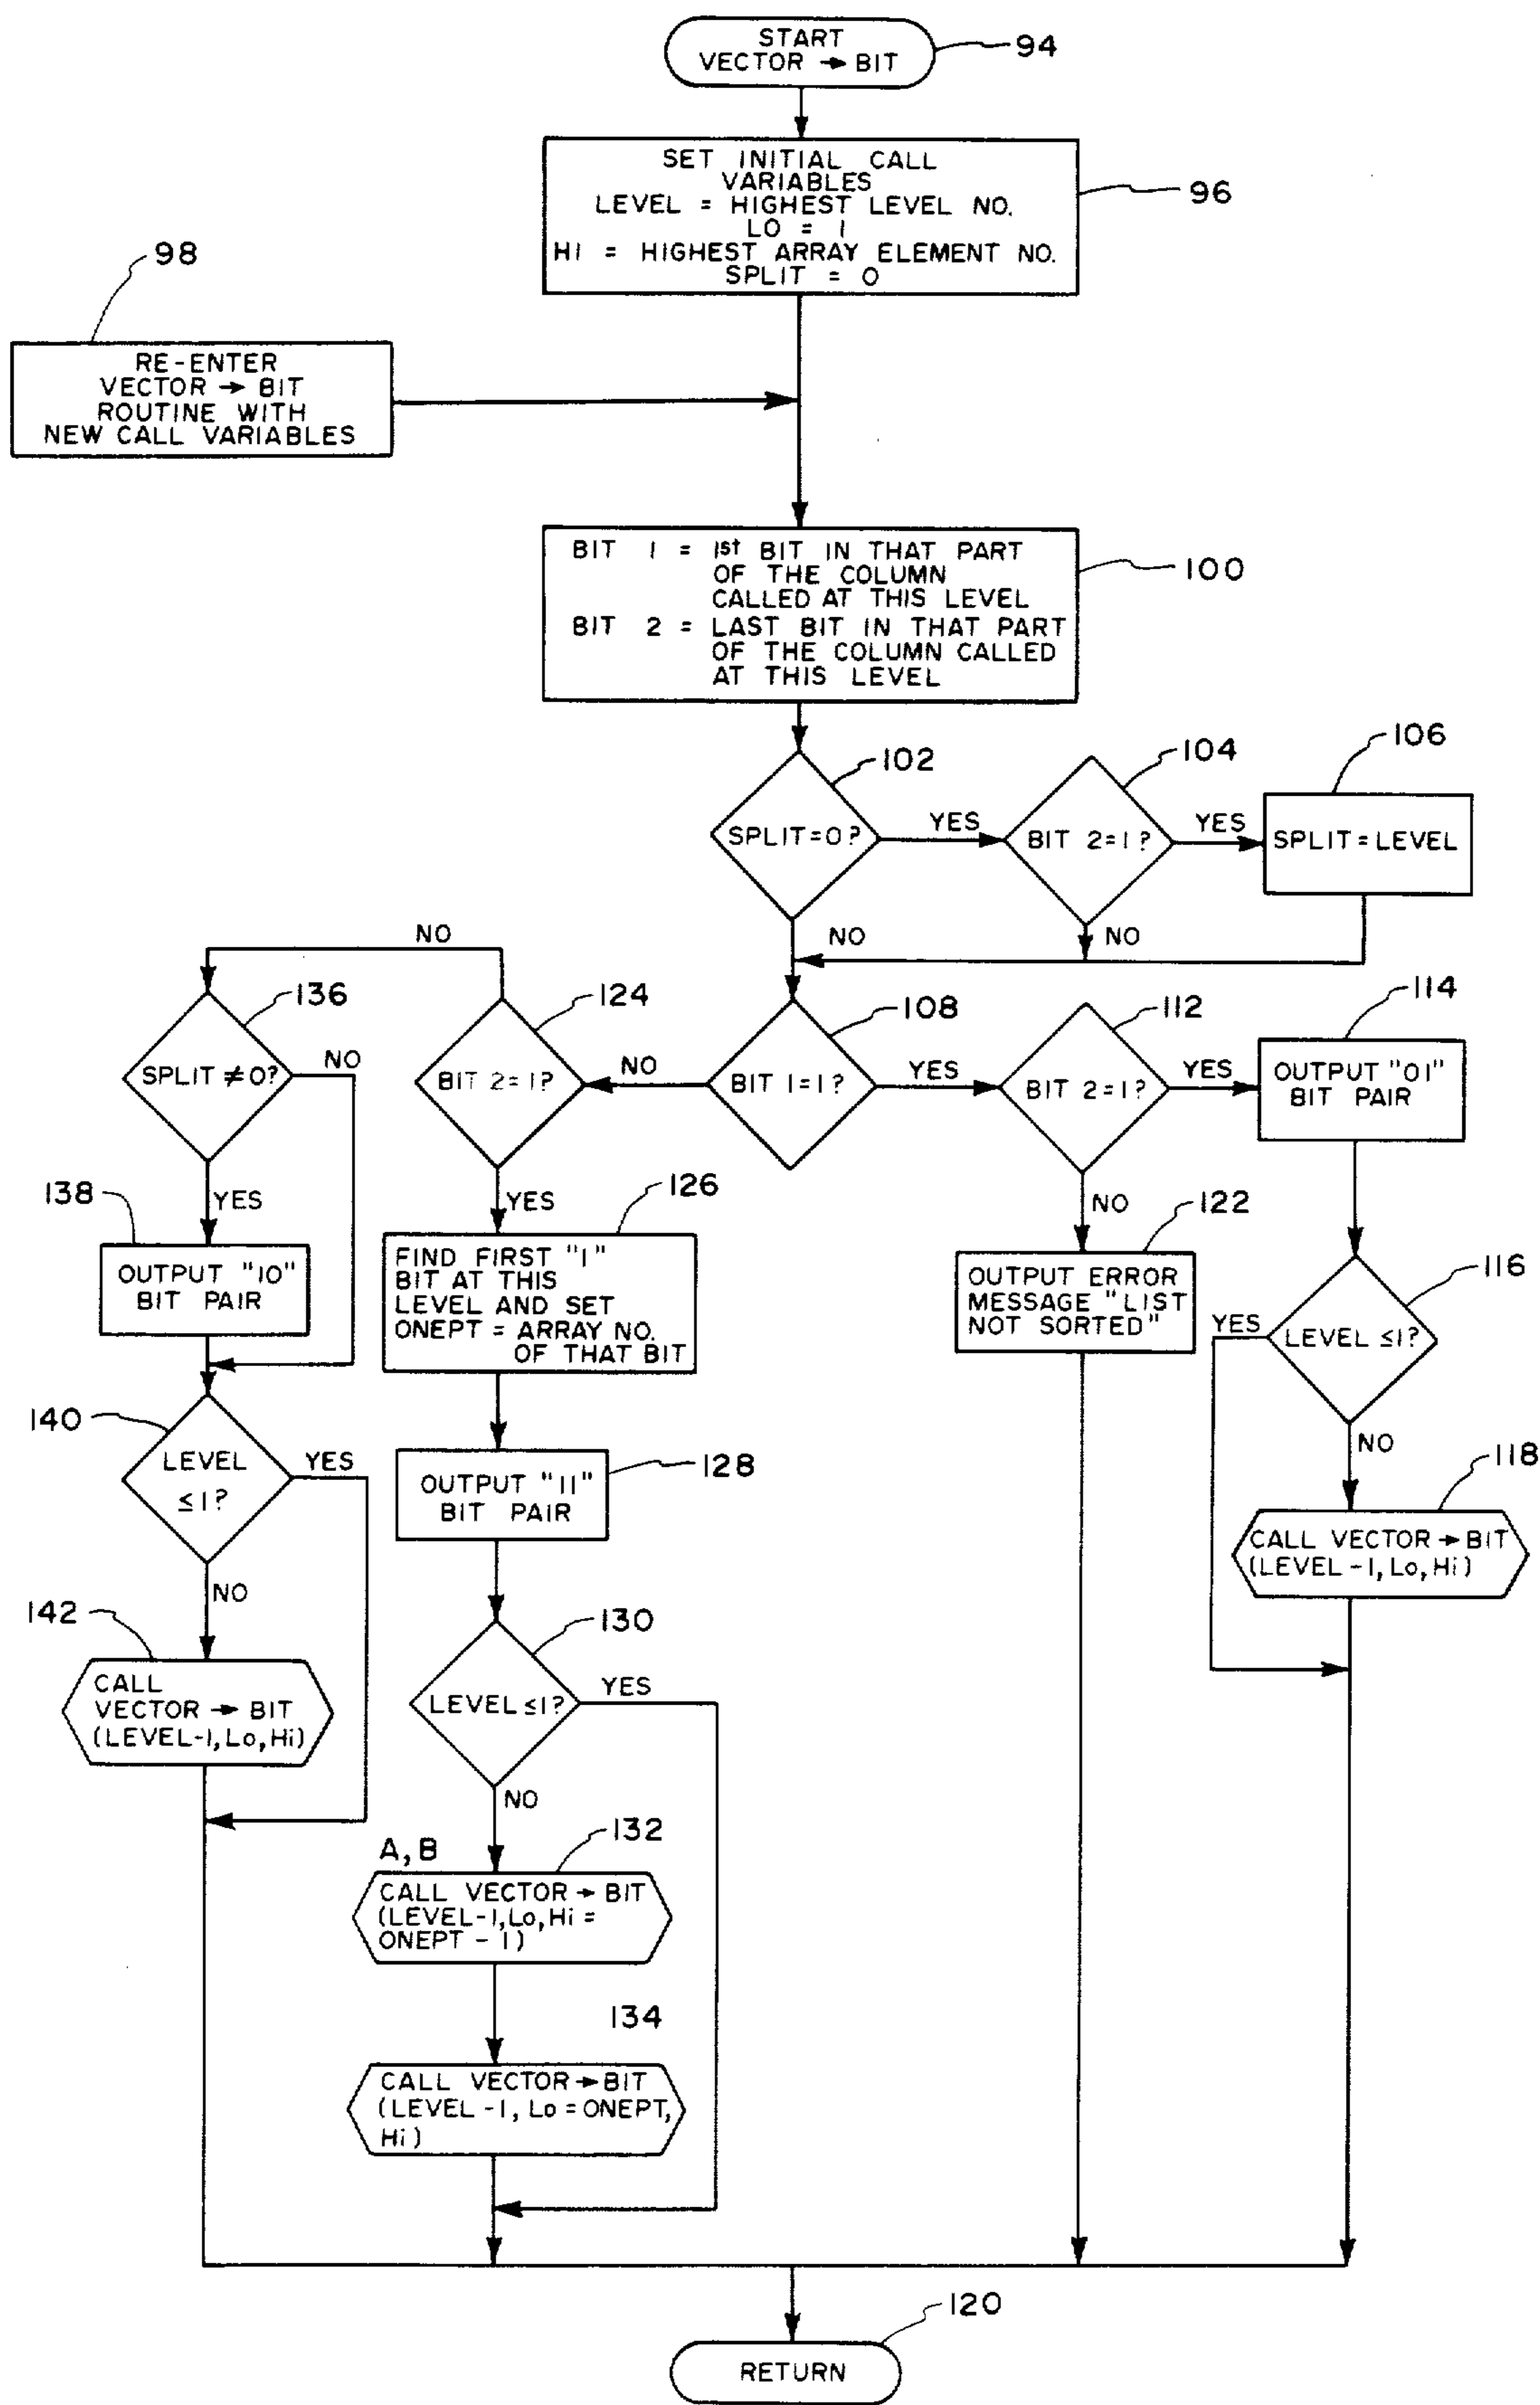 START
VECTOR → BIT
94
SET INITIAL CALL
VARIABLES
LEVEL = HIGHEST LEVEL NO.
LO = 1
HI = HIGHEST ARRAY ELEMENT NO.
SPLIT = 0
96
98
RE-ENTER
VECTOR → BIT
ROUTINE WITH
NEW CALL VARIABLES
BIT 1 = 1st BIT IN THAT PART
OF THE COLUMN
CALLED AT THIS LEVEL
BIT 2 = LAST BIT IN THAT PART
OF THE COLUMN CALLED
AT THIS LEVEL
100
102
SPLIT=0?
YES
NO
104
BIT 2=1?
YES
NO
106
SPLIT=LEVEL
108
BIT 1=1?
NO
YES
112
BIT 2=1?
YES
NO
114
OUTPUT "01"
BIT PAIR
116
LEVEL ≤1?
YES
NO
118
CALL VECTOR → BIT
(LEVEL-1, Lo, Hi)
122
OUTPUT ERROR
MESSAGE "LIST
NOT SORTED"
124
BIT 2=1?
NO
YES
126
FIND FIRST "1"
BIT AT THIS
LEVEL AND SET
ONEPT = ARRAY NO.
OF THAT BIT
128
OUTPUT "11"
BIT PAIR
130
LEVEL ≤1?
YES
NO
A, B
132
CALL VECTOR → BIT
(LEVEL-1, Lo, Hi =
ONEPT - 1)
134
CALL VECTOR → BIT
(LEVEL -1, Lo = ONEPT,
Hi)
136
SPLIT ≠ 0?
NO
YES
138
OUTPUT "10"
BIT PAIR
140
LEVEL
≤1?
YES
NO
142
CALL
VECTOR → BIT
(LEVEL-1, Lo, Hi)
120
RETURN